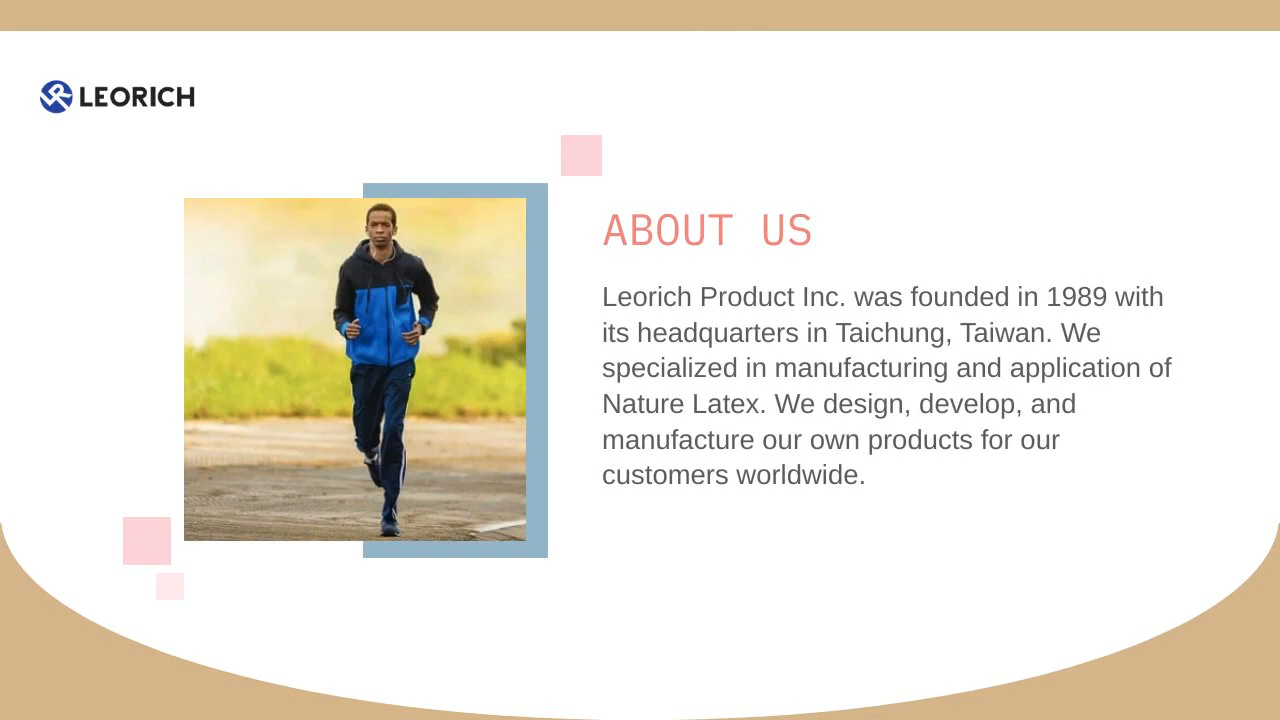 LEORICH
ABOUT US
Leorich Product Inc. was founded in 1989 with
its headquarters in Taichung, Taiwan. We
specialized in manufacturing and application of
Nature Latex. We design, develop, and
manufacture our own products for our
customers worldwide.